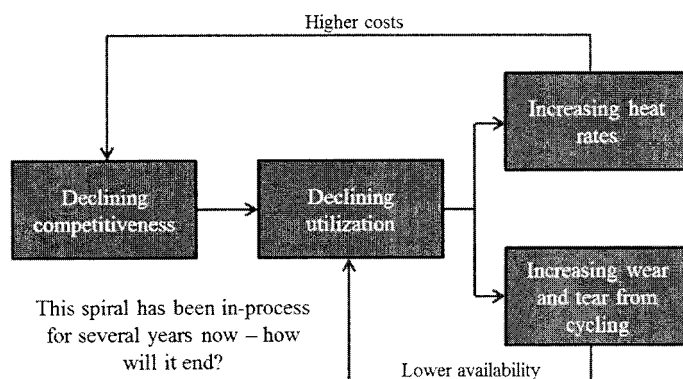 Higher costs
Increasing heat
rates
Declining
competitiveness
Declining
utilization
Increasing wear
and tear from
cycling
This spiral has been in-process
for several years now – how
will it end?
Lower availability